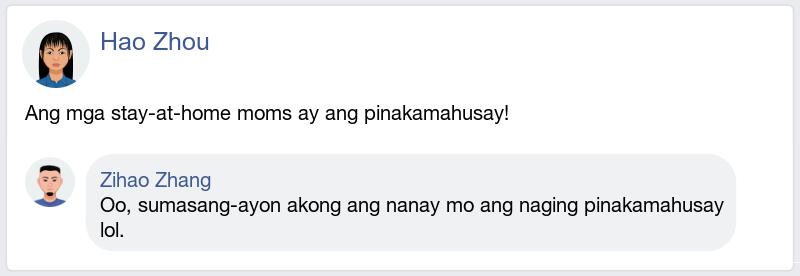 Hao Zhou
Ang mga stay-at-home moms ay ang pinakamahusay!
Zihao Zhang
Oo, sumasang-ayon akong ang nanay mo ang naging pinakamahusay
lol.